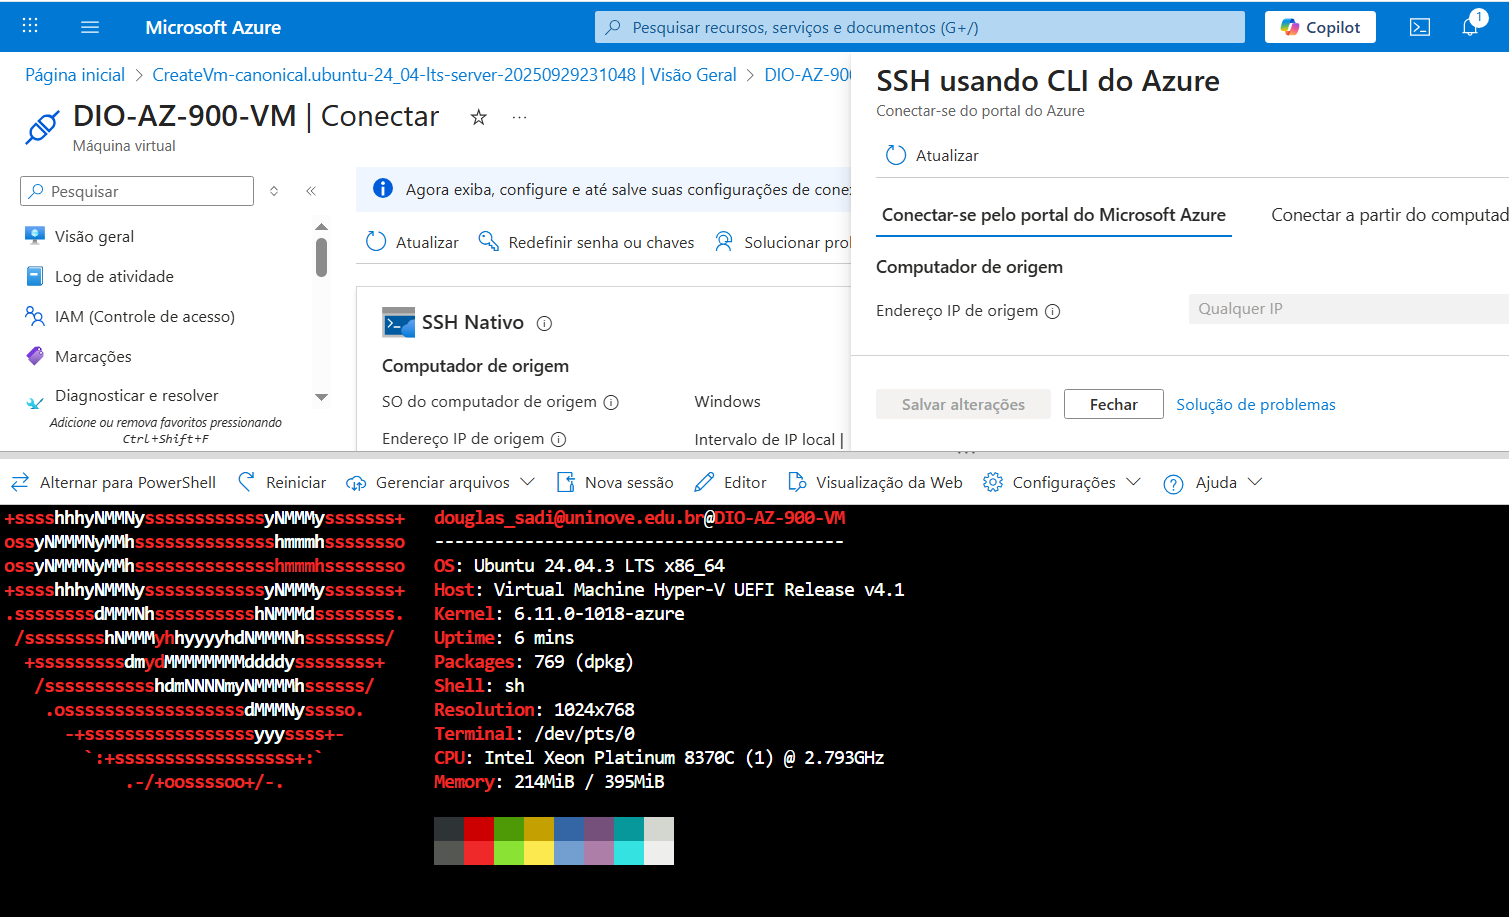 Microsoft Azure
Pesquisar recursos, serviços e documentos (G+/)
Copilot
1
Página inicial > CreateVm-canonical.ubuntu-24_04-lts-server-20250929231048 | Visão Geral > DIO-AZ-900
DIO-AZ-900-VM | Conectar
Máquina virtual
Pesquisar
Visão geral
Log de atividade
IAM (Controle de acesso)
Marcações
Diagnosticar e resolver
Adicione ou remova favoritos pressionando
Ctrl+Shift+F
Agora exiba, configure e até salve suas configurações de cone
Atualizar
Redefinir senha ou chaves
Solucionar prol
SSH Nativo
Computador de origem
SO do computador de origem
Windows
Endereço IP de origem
Intervalo de IP local |
SSH usando CLI do Azure
Conectar-se do portal do Azure
Atualizar
Conectar-se pelo portal do Microsoft Azure
Conectar a partir do computad
Computador de origem
Endereço IP de origem
Qualquer IP
Salvar alterações
Fechar
Solução de problemas
Alternar para PowerShell
Reiniciar
Gerenciar arquivos
Nova sessão
Editor
Visualização da Web
Configurações
Ajuda
+sssshhhyNMMNyssssssssssssyNMMMysssssss+ douglas_sadi@uninove.edu.br@DIO-AZ-900-VM
ossyNMMMNyMMhsssssssssssssshmmmhssssssso -----------------------------------------
ossyNMMMNyMMhsssssssssssssshmmmhssssssso OS: Ubuntu 24.04.3 LTS x86_64
+sssshhhyNMMNyssssssssssssyNMMMysssssss+ Host: Virtual Machine Hyper-V UEFI Release v4.1
.ssssssssdMMMNhsssssssssshNMMMdssssssss. Kernel: 6.11.0-1018-azure
/sssssssshNMMMyhhyyyyhdNMMMNhssssssss/ Uptime: 6 mins
+sssssssssdmydMMMMMMMMddddyssssssss+ Packages: 769 (dpkg)
/ssssssssssshdmNNNNmyNMMMMhssssss/ Shell: sh
.ossssssssssssssssssdMMMNysssso. Resolution: 1024x768
-+sssssssssssssssssyyyssss+- Terminal: /dev/pts/0
`:+ssssssssssssssssss+:` CPU: Intel Xeon Platinum 8370C (1) @ 2.793GHz
.-/+oossssoo+/-. Memory: 214MiB / 395MiB